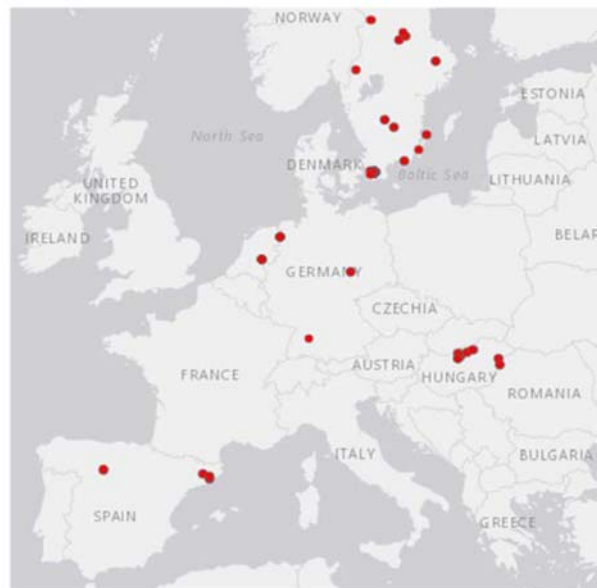 NORWAY
ESTONIA
North Sea
LATVIA
DENMARK
Baltic Sea
LITHUANIA
UNITED
KINGDOM
IRELAND
BELAR
GERMANY
CZECHIA
FRANCE
AUSTRIA
HUNGARY
ROMANIA
ITALY
BULGARIA
SPAIN
GREECE